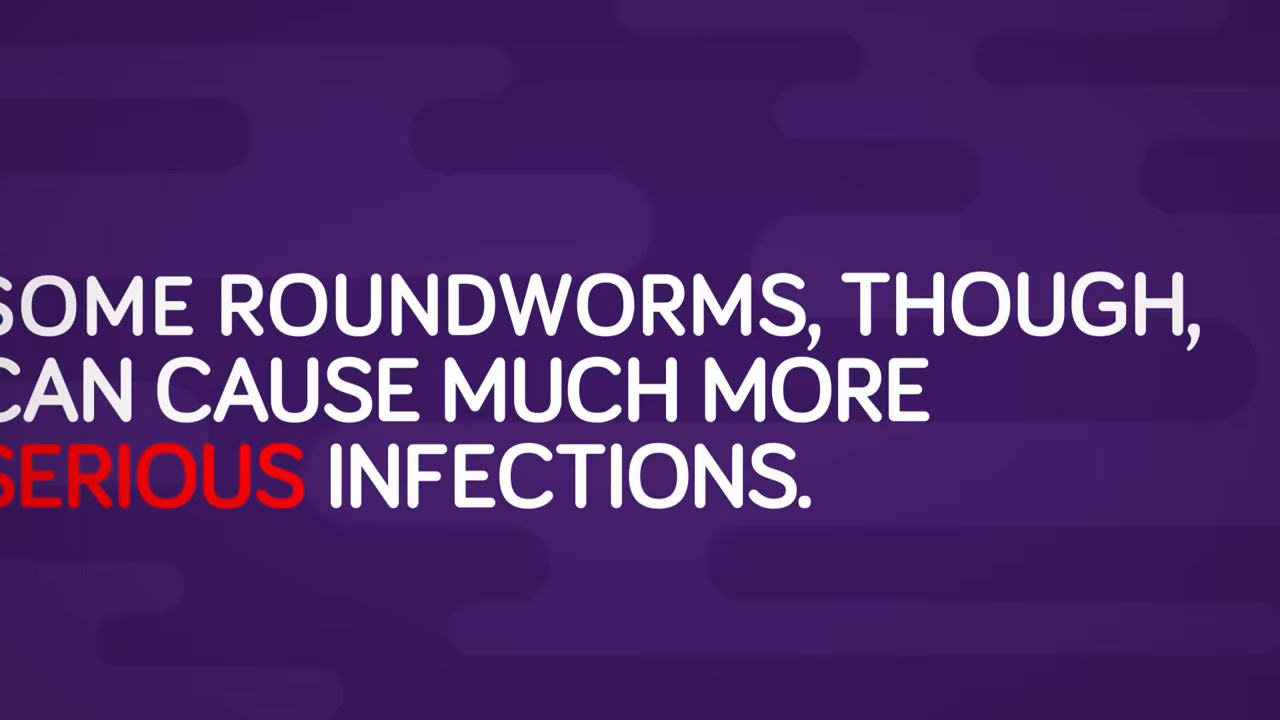 SOME ROUNDWORMS, THOUGH,
CAN CAUSE MUCH MORE
SERIOUS INFECTIONS.